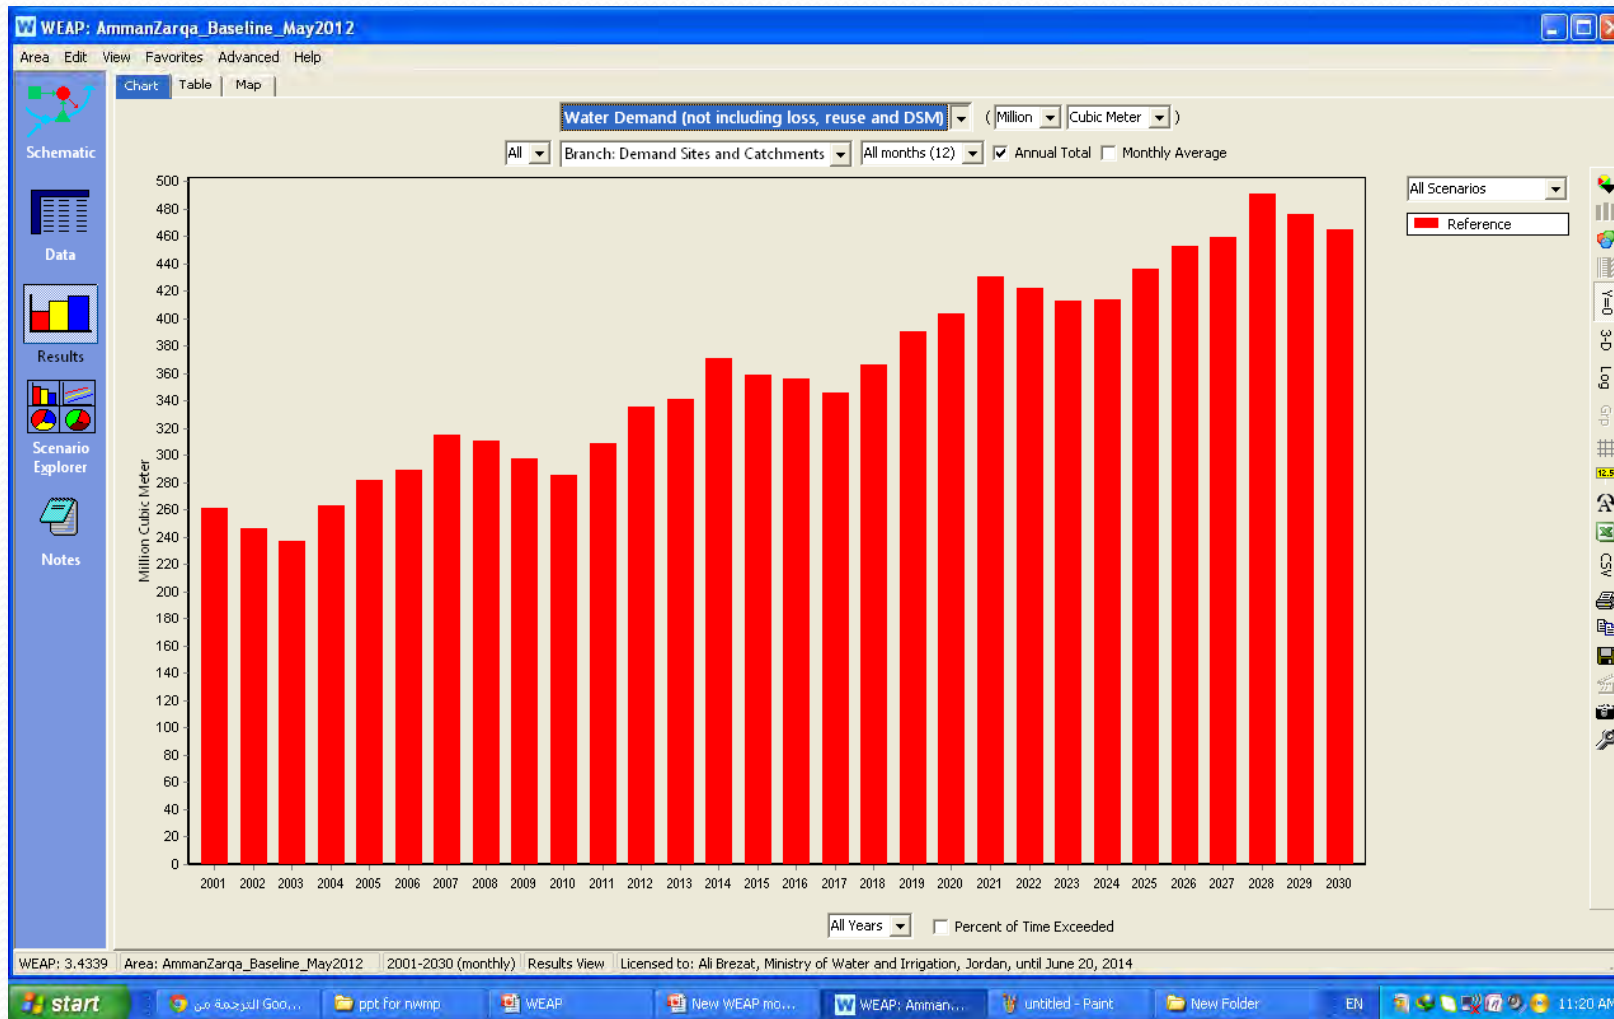 WEAP: AmmanZarqa_Baseline_May2012
Area Edit View Favorites Advanced Help
Chart Table Map
Water Demand (not including loss, reuse and DSM) ( Million Cubic Meter )
All Branch: Demand Sites and Catchments All months (12) Annual Total Monthly Average
Schematic
Data
Results
Scenario
Explorer
Notes
Million Cubic Meter
500
480
460
440
420
400
380
360
340
320
300
280
260
240
220
200
180
160
140
120
100
80
60
40
20
0
2001 2002 2003 2004 2005 2006 2007 2008 2009 2010 2011 2012 2013 2014 2015 2016 2017 2018 2019 2020 2021 2022 2023 2024 2025 2026 2027 2028 2029 2030
All Scenarios
Reference
Y=0
3-D
Log
Grp
12.5
A
CSV
All Years Percent of Time Exceeded
WEAP: 3.4339 Area: AmmanZarqa_Baseline_May2012 2001-2030 (monthly) Results View Licensed to: Ali Brezat, Ministry of Water and Irrigation, Jordan, until June 20, 2014
start الترجمة من Goo... ppt for nwmp WEAP New WEAP mo... WEAP: Amman... untitled - Paint New Folder EN 11:20 AM